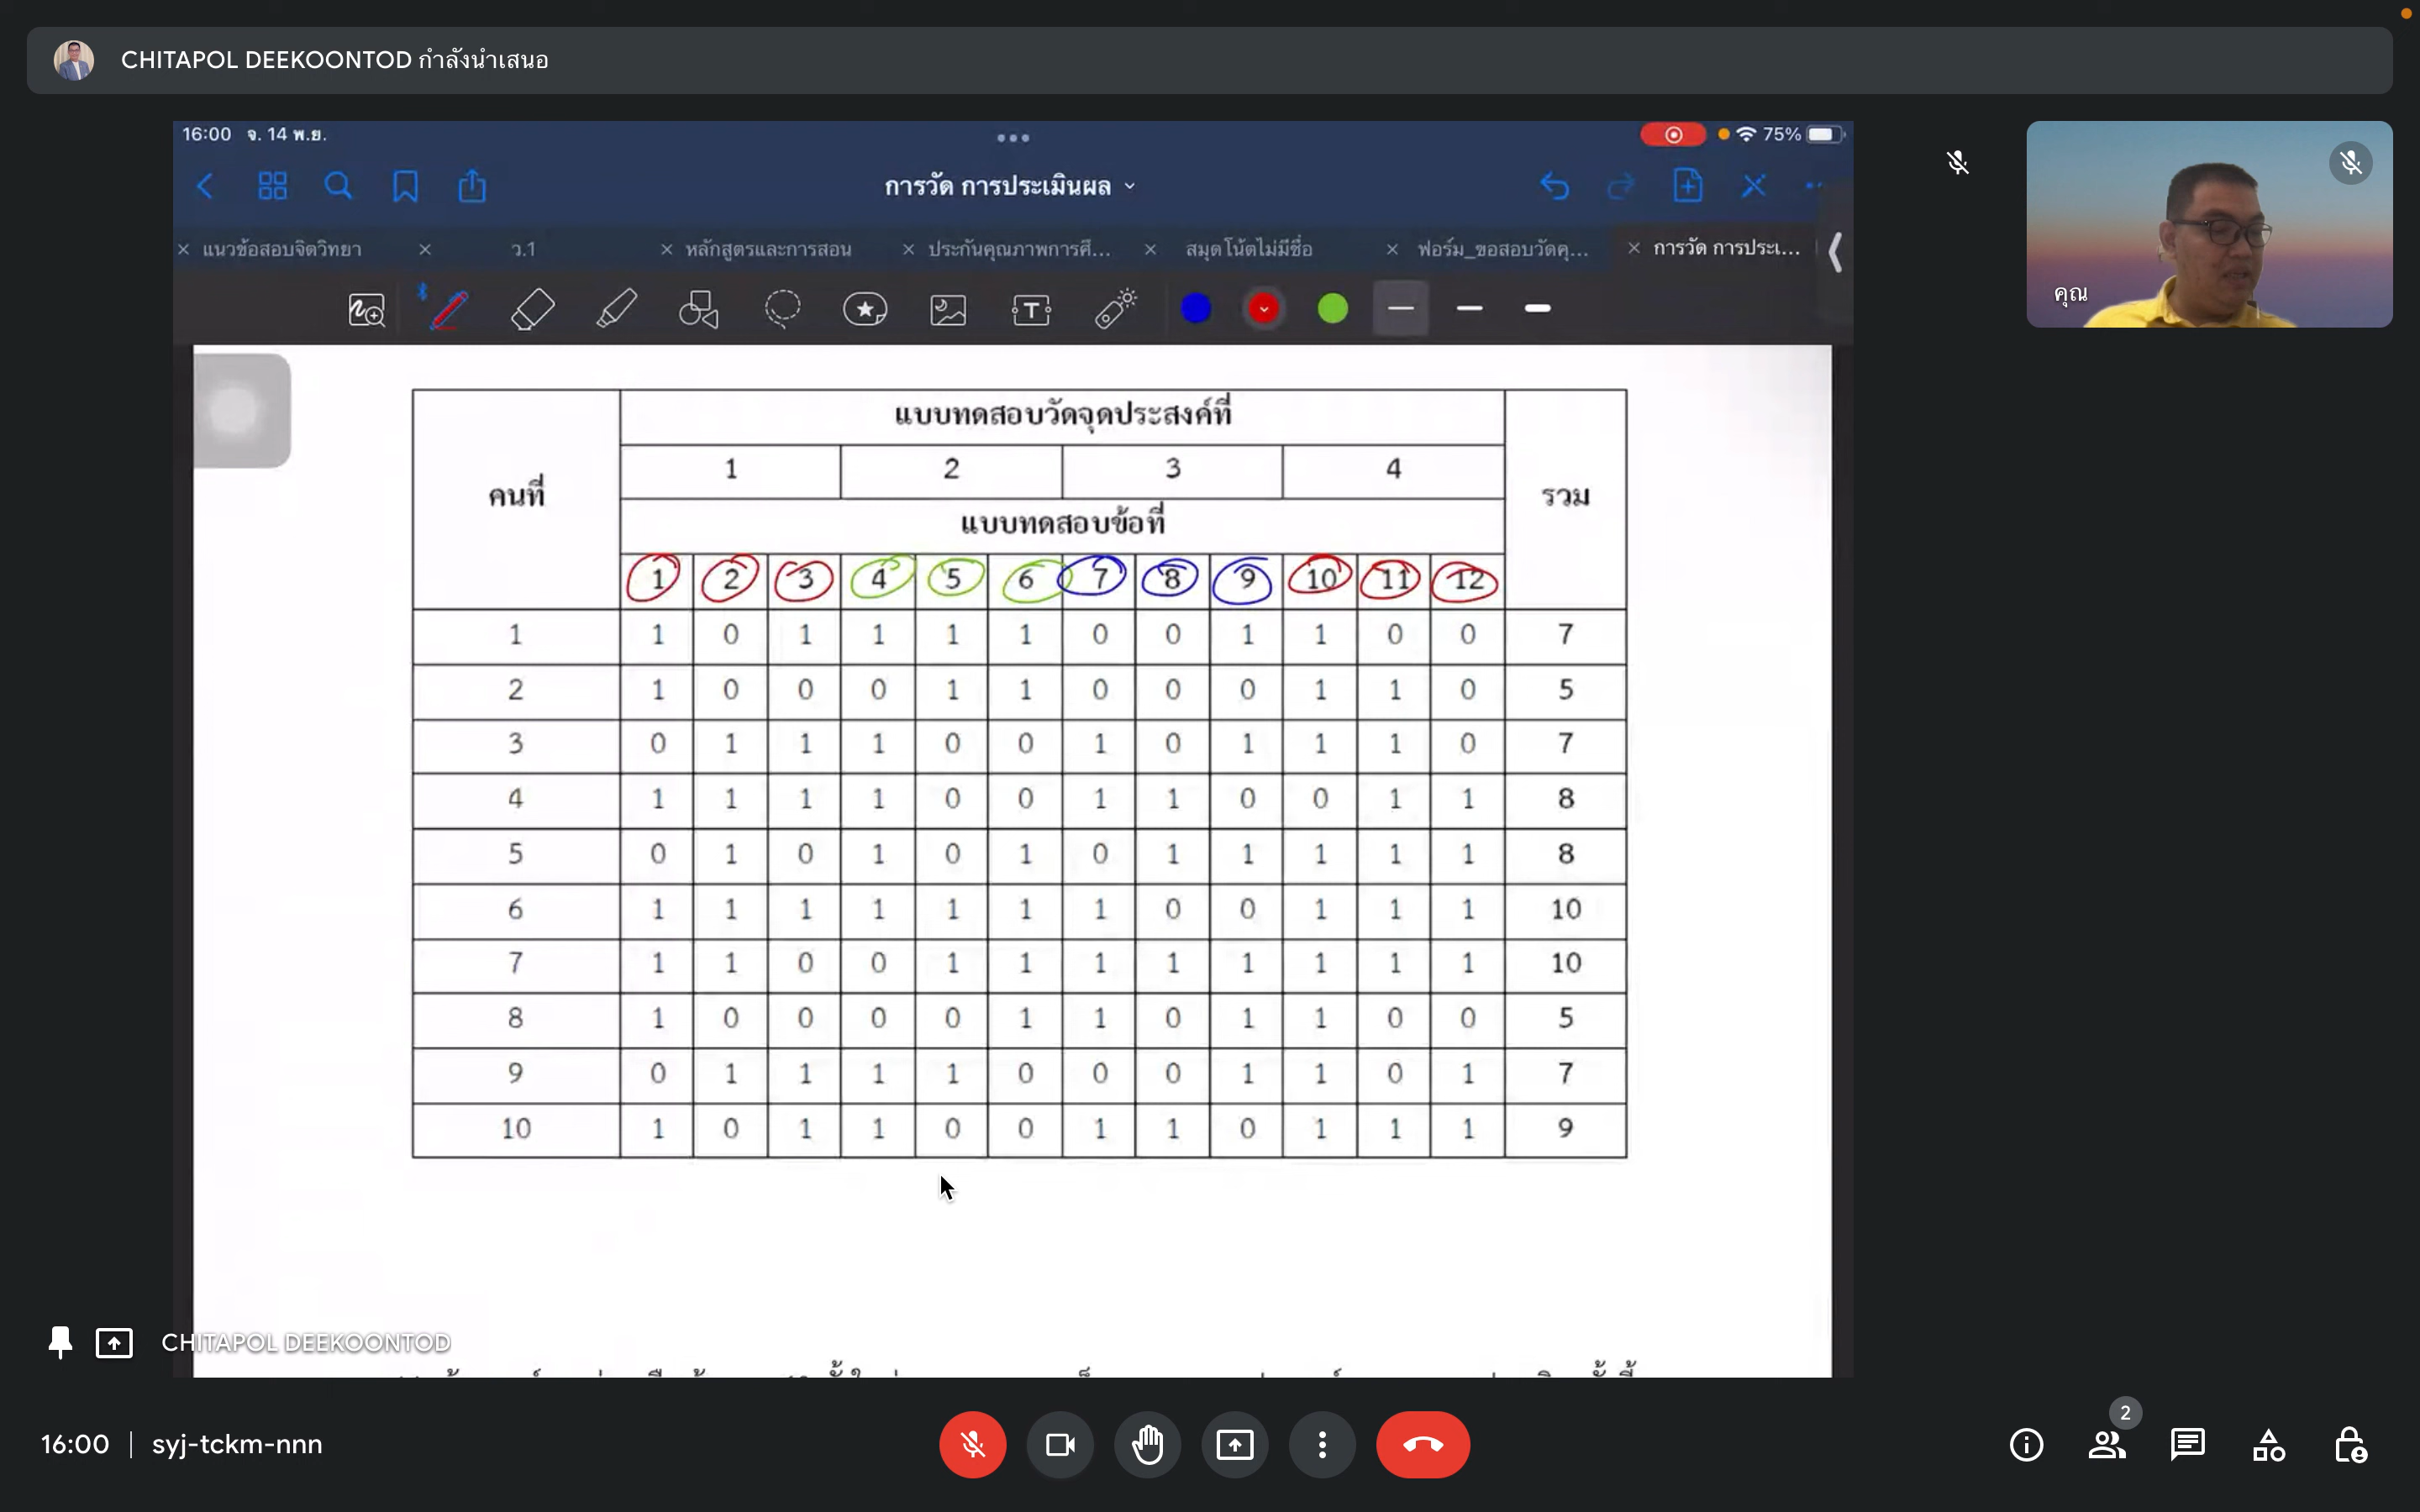 CHITAPOL DEEKOONTOD กำลังนำเสนอ
16:00 จ. 14 พ.ย.
75%
การวัด การประเมินผล
แนวข้อสอบจิตวิทยา
ว.1
หลักสูตรและการสอน
ประกันคุณภาพการศึ...
สมุดโน้ตไม่มีชื่อ
ฟอร์ม_ขอสอบวัดคุ...
การวัด การประเ...
คุณ
คนที่ แบบทดสอบวัดจุดประสงค์ที่ รวม
1 2 3 4
แบบทดสอบข้อที่
1 2 3 4 5 6 7 8 9 10 11 12
1 1 0 1 1 1 1 0 0 1 1 0 0 7
2 1 0 0 0 1 1 0 0 0 1 1 0 5
3 0 1 1 1 0 0 1 0 1 1 1 0 7
4 1 1 1 1 0 0 1 1 0 0 1 1 8
5 0 1 0 1 0 1 0 1 1 1 1 1 8
6 1 1 1 1 1 1 1 0 0 1 1 1 10
7 1 1 0 0 1 1 1 1 1 1 1 1 10
8 1 0 0 0 0 1 1 0 1 1 0 0 5
9 0 1 1 1 1 0 0 0 1 1 0 1 7
10 1 0 1 1 0 0 1 1 0 1 1 1 9
CHITAPOL DEEKOONTOD
16:00 | syj-tckm-nnn
2